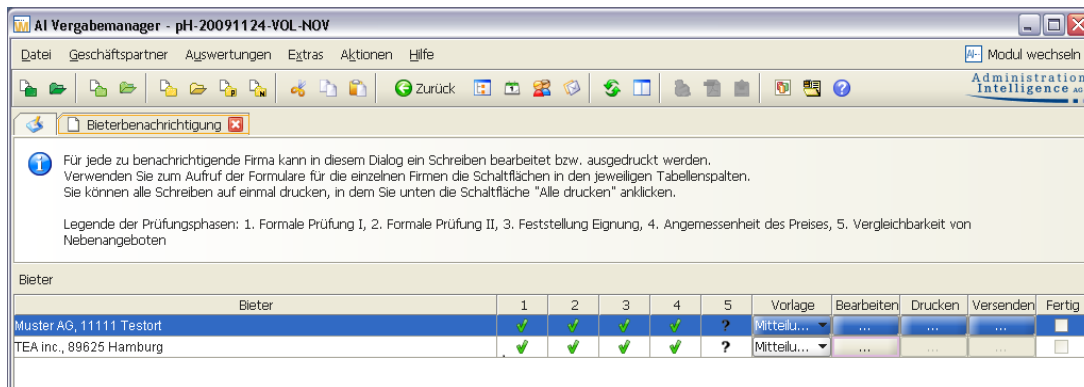 AI Vergabemanager - pH-20091124-VOL-NOV
Datei Geschäftspartner Auswertungen Extras Aktionen Hilfe
AI- Modul wechseln
Zurück
Administration
Intelligence AG
Bieterbenachrichtigung
Für jede zu benachrichtigende Firma kann in diesem Dialog ein Schreiben bearbeitet bzw. ausgedruckt werden.
Verwenden Sie zum Aufruf der Formulare für die einzelnen Firmen die Schaltflächen in den jeweiligen Tabellenspalten.
Sie können alle Schreiben auf einmal drucken, in dem Sie unten die Schaltfläche "Alle drucken" anklicken.
Legende der Prüfungsphasen: 1. Formale Prüfung I, 2. Formale Prüfung II, 3. Feststellung Eignung, 4. Angemessenheit des Preises, 5. Vergleichbarkeit von
Nebenangeboten
Bieter
Bieter 1 2 3 4 5 Vorlage Bearbeiten Drucken Versenden Fertig
Muster AG, 11111 Testort ? Mitteilu... ... ... ...
TEA inc., 89625 Hamburg ? Mitteilu... ... ... ...